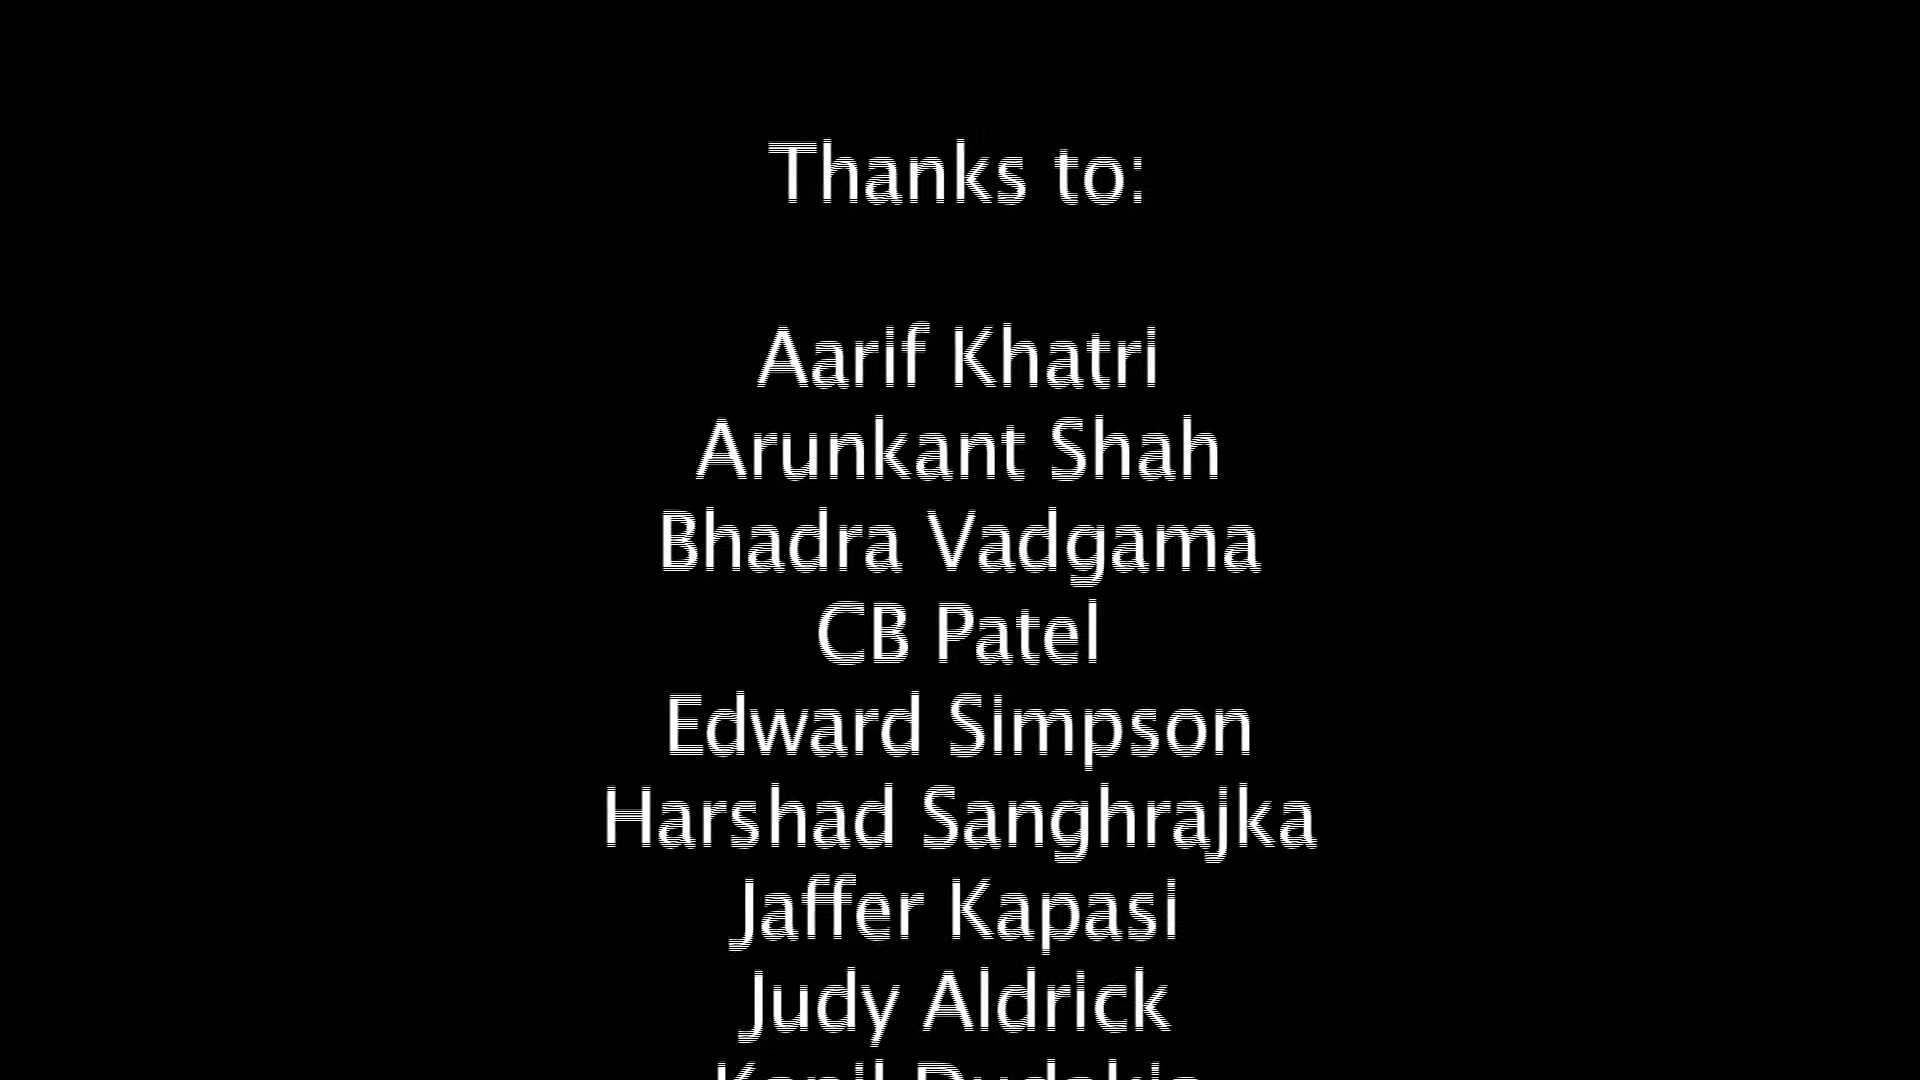 Thanks to:
Aarif Khatri
Arunkant Shah
Bhadra Vadgama
CB Patel
Edward Simpson
Harshad Sanghrajka
Jaffer Kapasi
Judy Aldrick